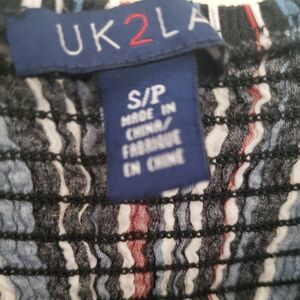 UK2LA
S/P
MADE IN
CHINA/
FABRIQUÉ
EN CHINE